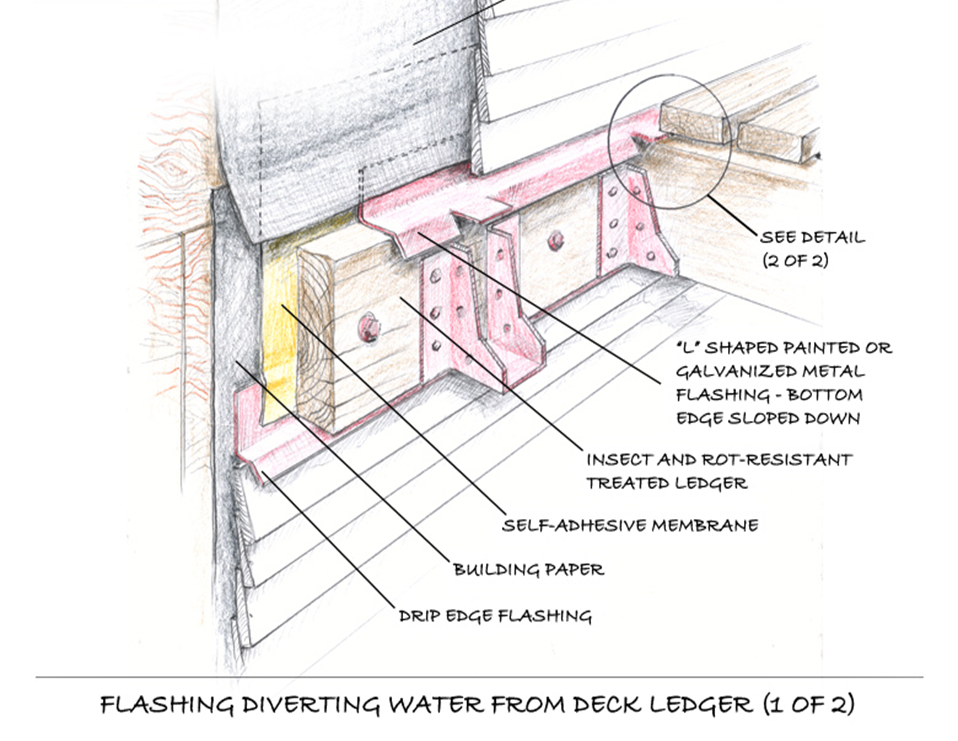 SEE DETAIL
(2 OF 2)
"L" SHAPED PAINTED OR
GALVANIZED METAL
FLASHING - BOTTOM
EDGE SLOPED DOWN
INSECT AND ROT-RESISTANT
TREATED LEDGER
SELF-ADHESIVE MEMBRANE
BUILDING PAPER
DRIP EDGE FLASHING
FLASHING DIVERTING WATER FROM DECK LEDGER (1 OF 2)